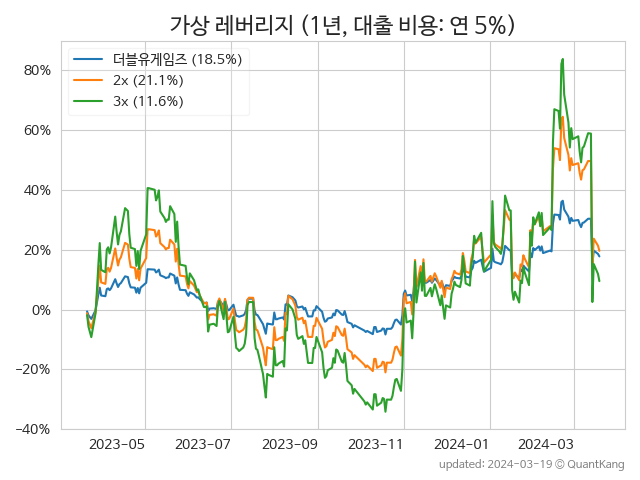 가상 레버리지 (1년, 대출 비용: 연 5%)
더블유게임즈 (18.5%)
2x (21.1%)
3x (11.6%)
80%
60%
40%
20%
0%
−20%
−40%
2023-05
2023-07
2023-09
2023-11
2024-01
2024-03
updated: 2024-03-19 © QuantKang